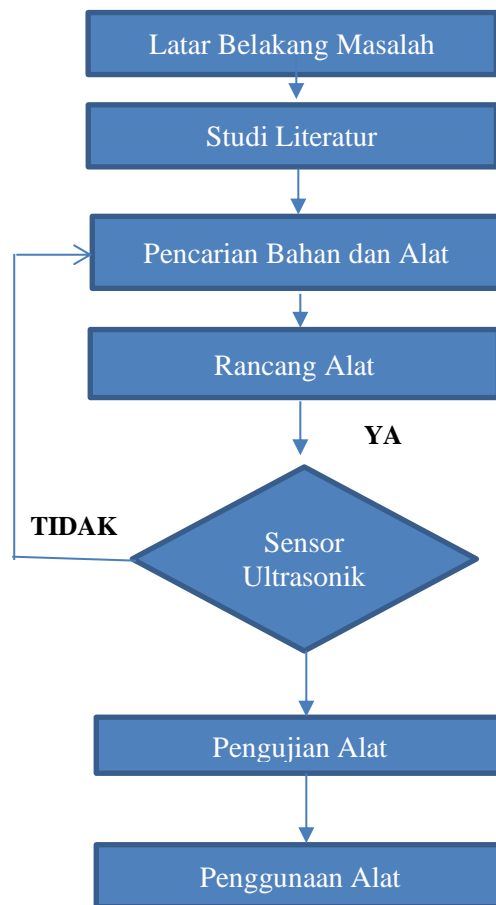 Latar Belakang Masalah
Studi Literatur
Pencarian Bahan dan Alat
Rancang Alat
YA
TIDAK
Sensor
Ultrasonik
Pengujian Alat
Penggunaan Alat